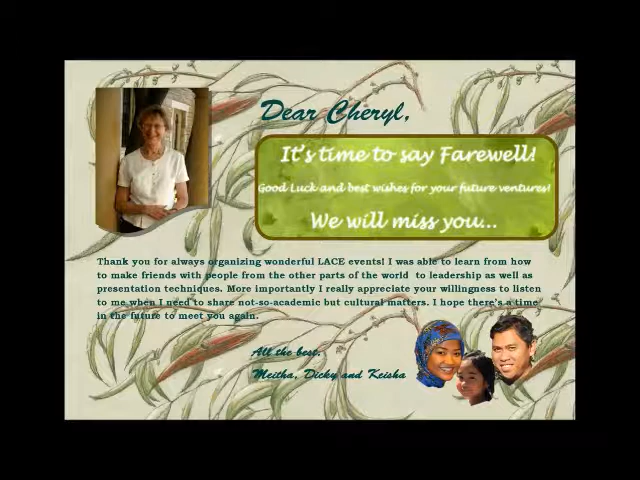 Dear Cheryl,
It's time to say Farewell!
Good Luck and best wishes for your future ventures!
We will miss you...
Thank you for always organizing wonderful LACE events! I was able to learn from how
to make friends with people from the other parts of the world to leadership as well as
presentation techniques. More importantly I really appreciate your willingness to listen
to me when I need to share not-so-academic but cultural matters. I hope there's a time
in the future to meet you again.
All the best,
Meitha, Dicky and Keisha